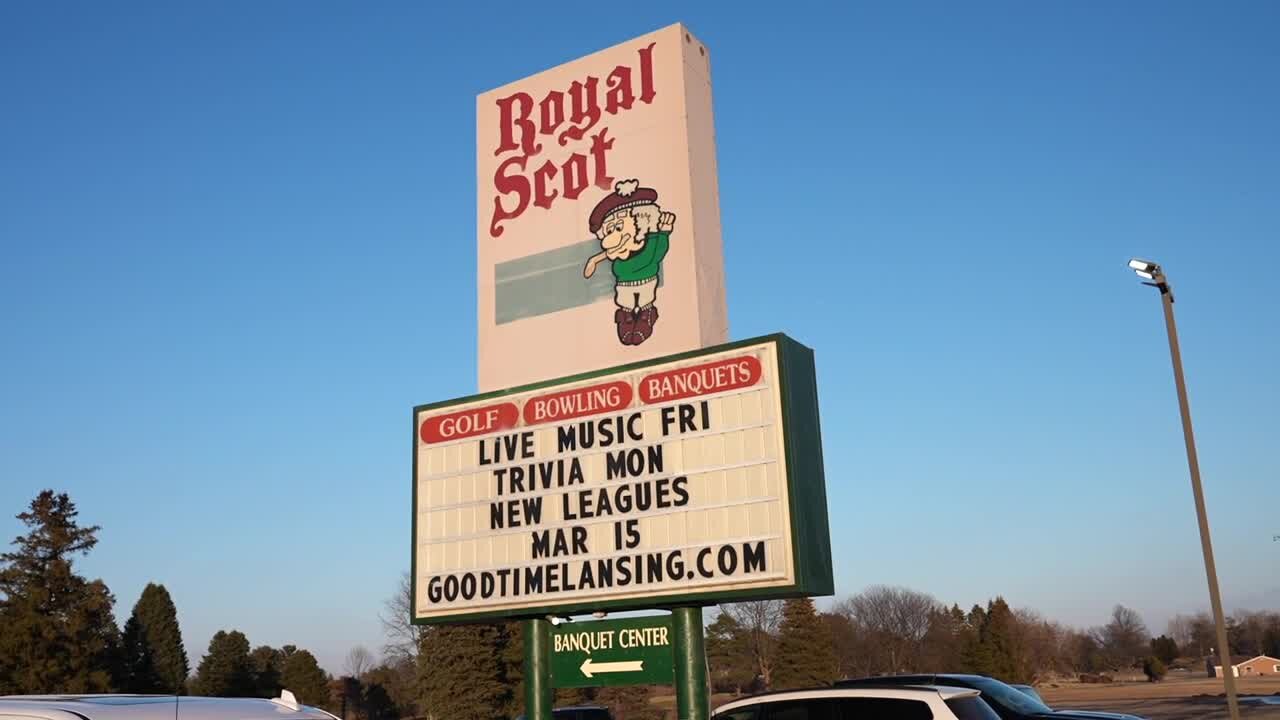 Royal
Scot
GOLF BOWLING BANQUETS
LIVE MUSIC FRI
TRIVIA MON
NEW LEAGUES
MAR 15
GOODTIMELANSING.COM
BANQUET CENTER